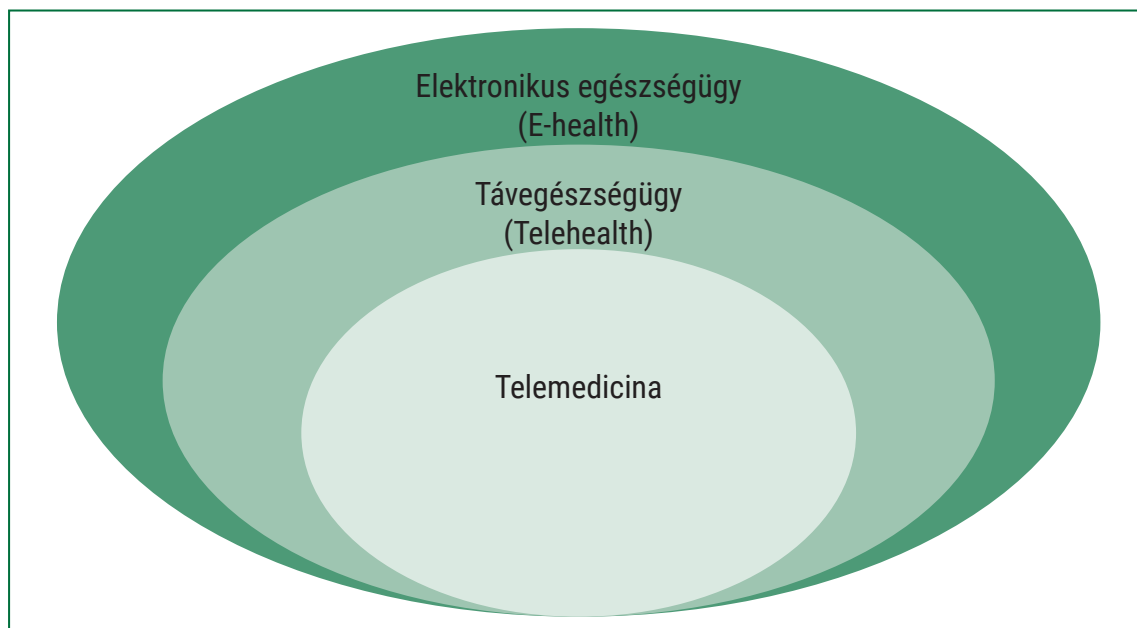 Elektronikus egészségügy
(E-health)
Távegészségügy
(Telehealth)
Telemedicina